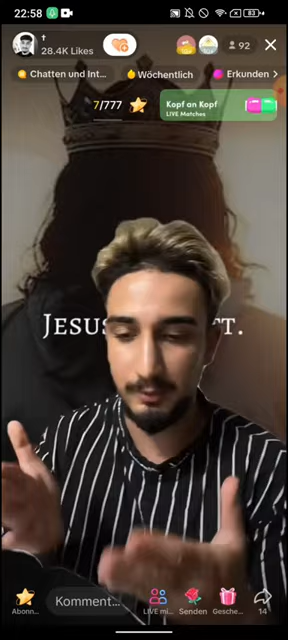 22:58
83
†
28.4K Likes
92
Chatten und Int...
Wöchentlich
Erkunden >
7/777
Kopf an Kopf
LIVE Matches
JESUS
T.
Abonn...
Komment...
LIVE mi...
Senden
Gesche...
14